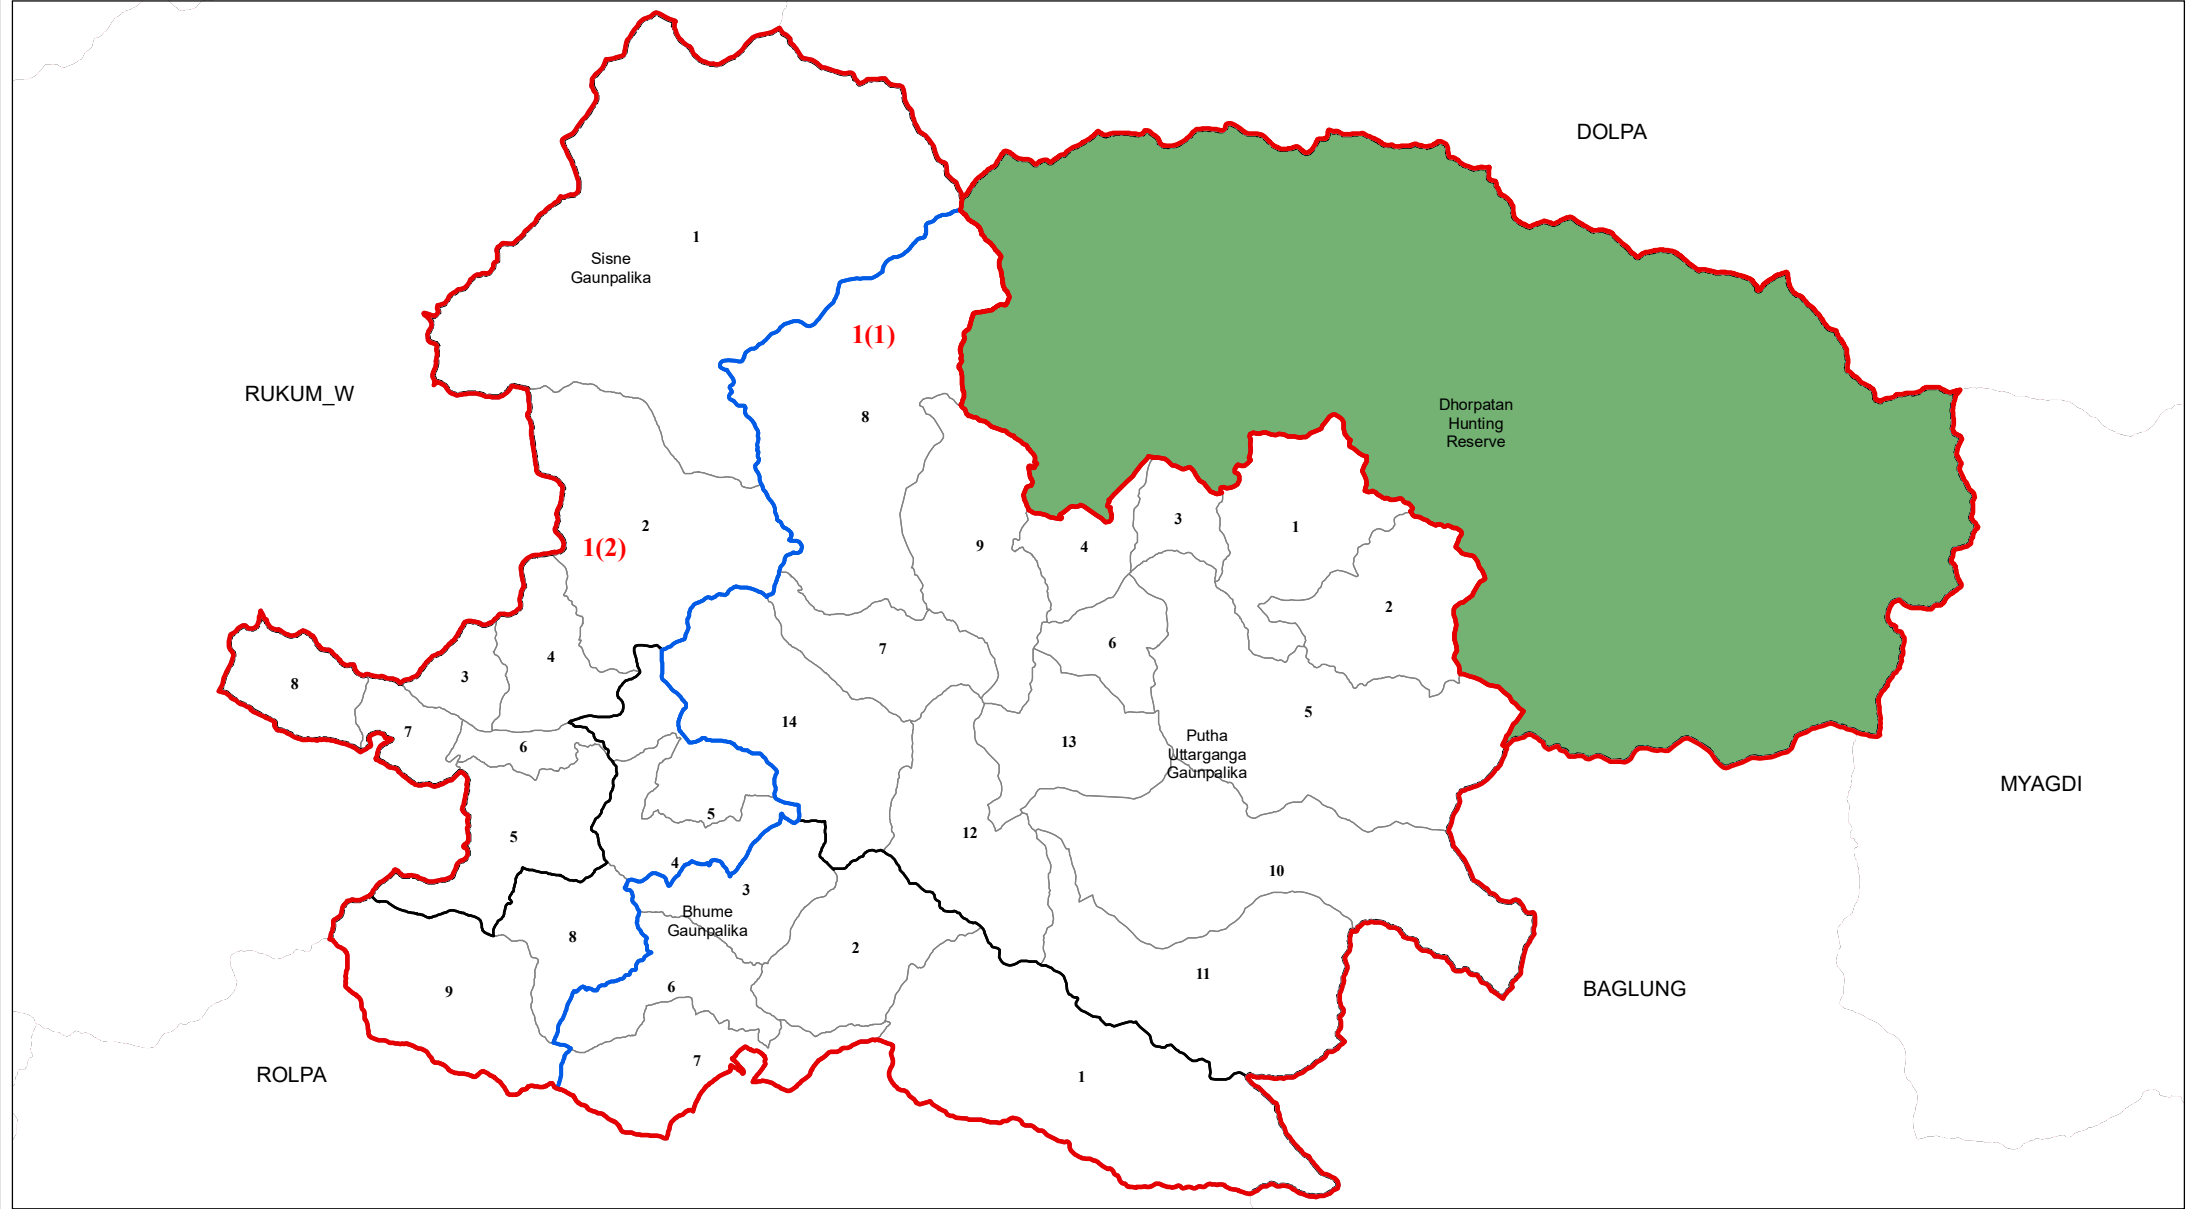 DOLPA
1
Sisne
Gaunpalika
1(1)
RUKUM_W
8
Dhorpatan
Hunting
Reserve
2
1(2)
9
4
3
1
2
7
6
4
3
8
7
6
14
13
5
Putha
Uttarganga
Gaunpalika
MYAGDI
5
5
4
3
12
10
Bhume
Gaunpalika
8
2
11
9
6
BAGLUNG
7
1
ROLPA